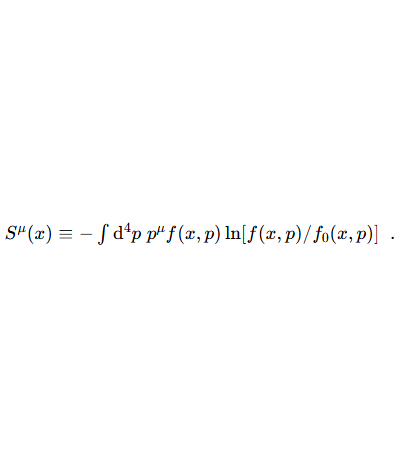 S^μ(x) ≡ − ∫ d⁴p p^μ f(x, p) ln[f(x, p)/f₀(x, p)] .